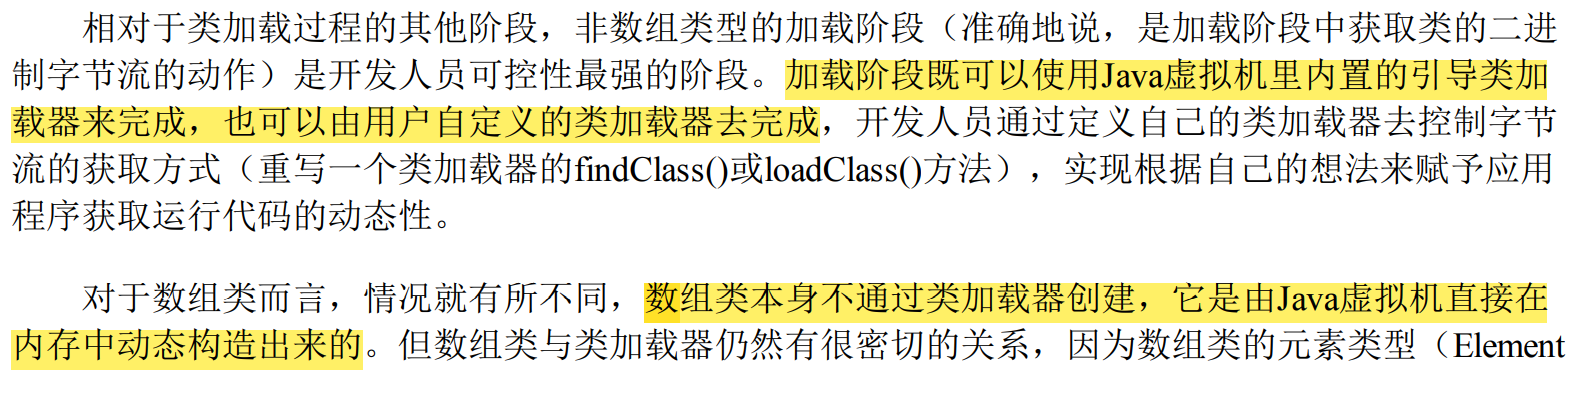 相对于类加载过程的其他阶段，非数组类型的加载阶段（准确地说，是加载阶段中获取类的二进
制字节流的动作）是开发人员可控性最强的阶段。加载阶段既可以使用Java虚拟机里内置的引导类加
载器来完成，也可以由用户自定义的类加载器去完成，开发人员通过定义自己的类加载器去控制字节
流的获取方式（重写一个类加载器的findClass()或loadClass()方法），实现根据自己的想法来赋予应用
程序获取运行代码的动态性。
对于数组类而言，情况就有所不同，数组类本身不通过类加载器创建，它是由Java虚拟机直接在
内存中动态构造出来的。但数组类与类加载器仍然有很密切的关系，因为数组类的元素类型（Element